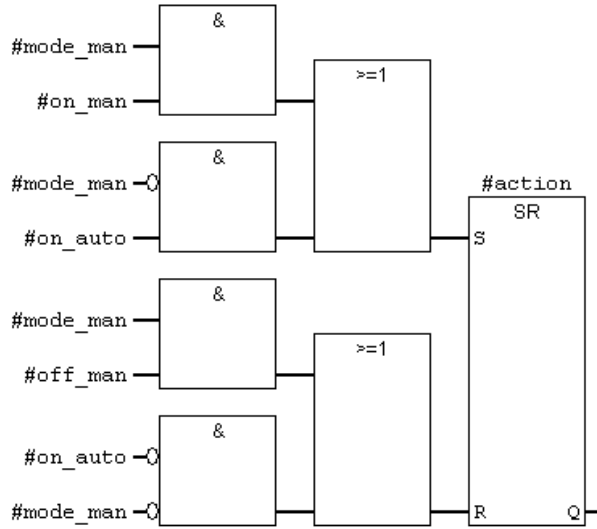 &
#mode_man
>=1
#on_man
&
#mode_man
#action
SR
#on_auto
S
&
#mode_man
>=1
#off_man
&
#on_auto
#mode_man
R Q